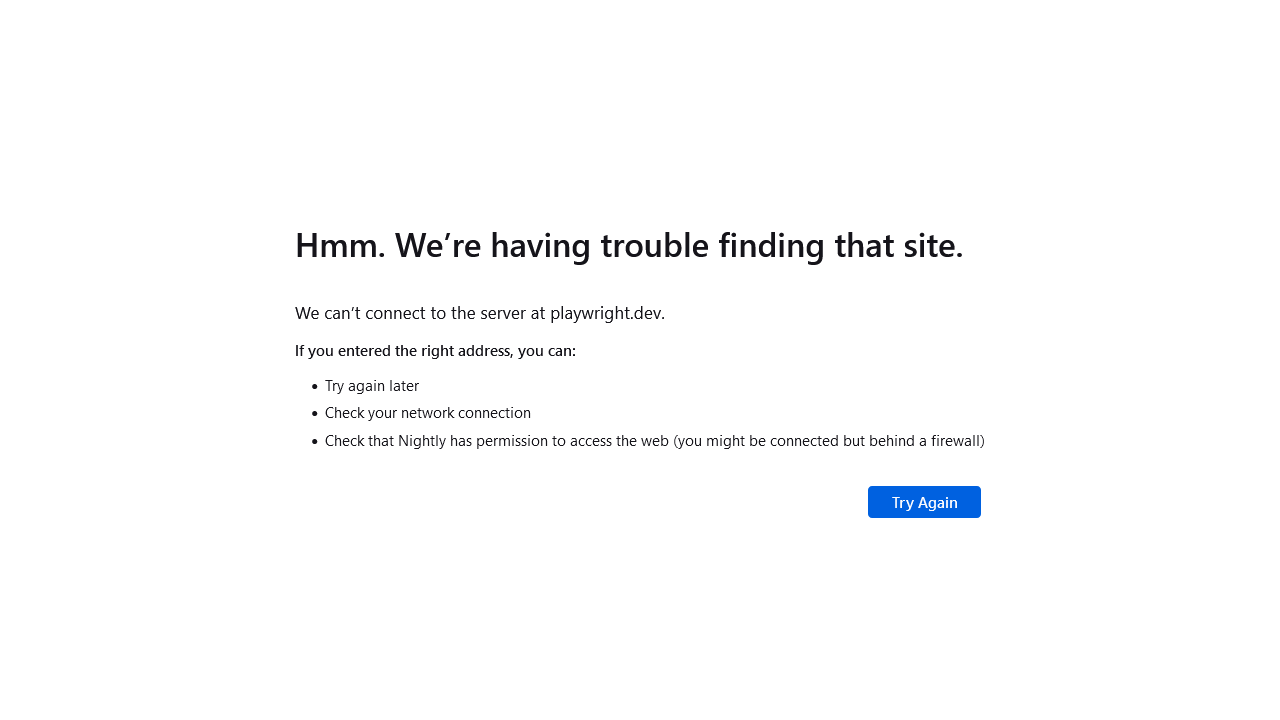 Hmm. We’re having trouble finding that site.
We can’t connect to the server at playwright.dev.
If you entered the right address, you can:
• Try again later
• Check your network connection
• Check that Nightly has permission to access the web (you might be connected but behind a firewall)
Try Again